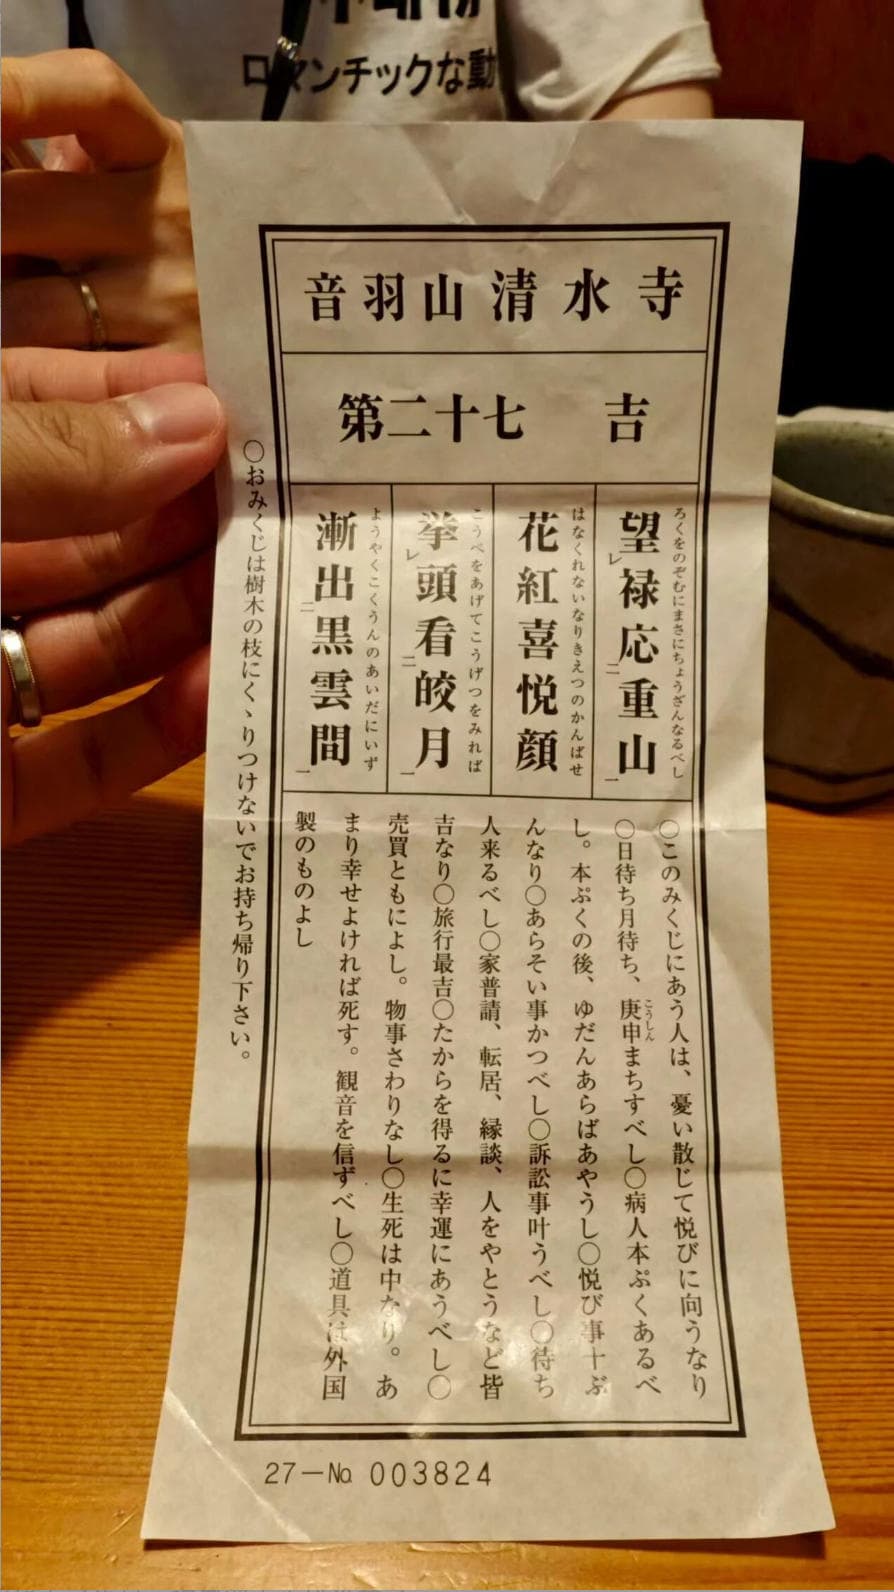 ロマンチックな動
音羽山清水寺
第二十七 吉
ろくをのぞむにまさにちょうざんなるべし
望レ禄応二重山一
はなくれないなりきえつのかんばせ
花紅喜悦顔
こうべをあげてこうげつをみれば
挙レ頭看二皎月一
ようやくこくうんのあいだにいず
漸出二黒雲間一
○このみくじにあう人は、憂い散じて悦びに向うなり
○日待ち月待ち、庚申まちすべし○病人本ぷくあるべ
こうしん
し。本ぷくの後、ゆだんあらばあやうし○悦び事十ぶ
んなり○あらそい事かつべし○訴訟事叶うべし○待ち
人来るべし○家普請、転居、縁談、人をやとうなど皆
吉なり○旅行最吉○たからを得るに幸運にあうべし○
売買ともによし。物事さわりなし○生死は中なり。あ
まり幸せよければ死す。観音を信ずべし○道具は外国
製のものよし
○おみくじは樹木の枝にくゝりつけないでお持ち帰り下さい。
27-№ 003824